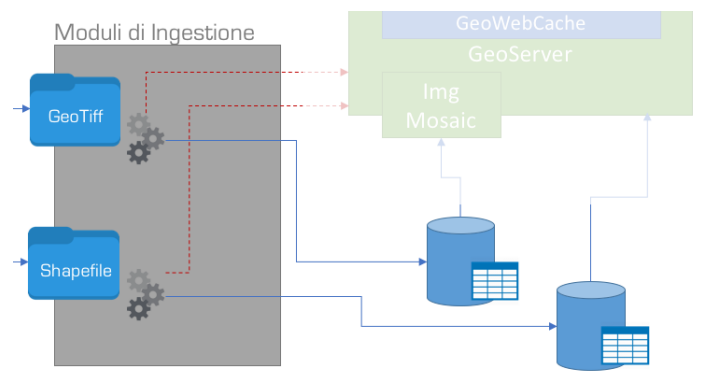 Moduli di Ingestione
GeoWebCache
GeoServer
GeoTiff
Img
Mosaic
Shapefile